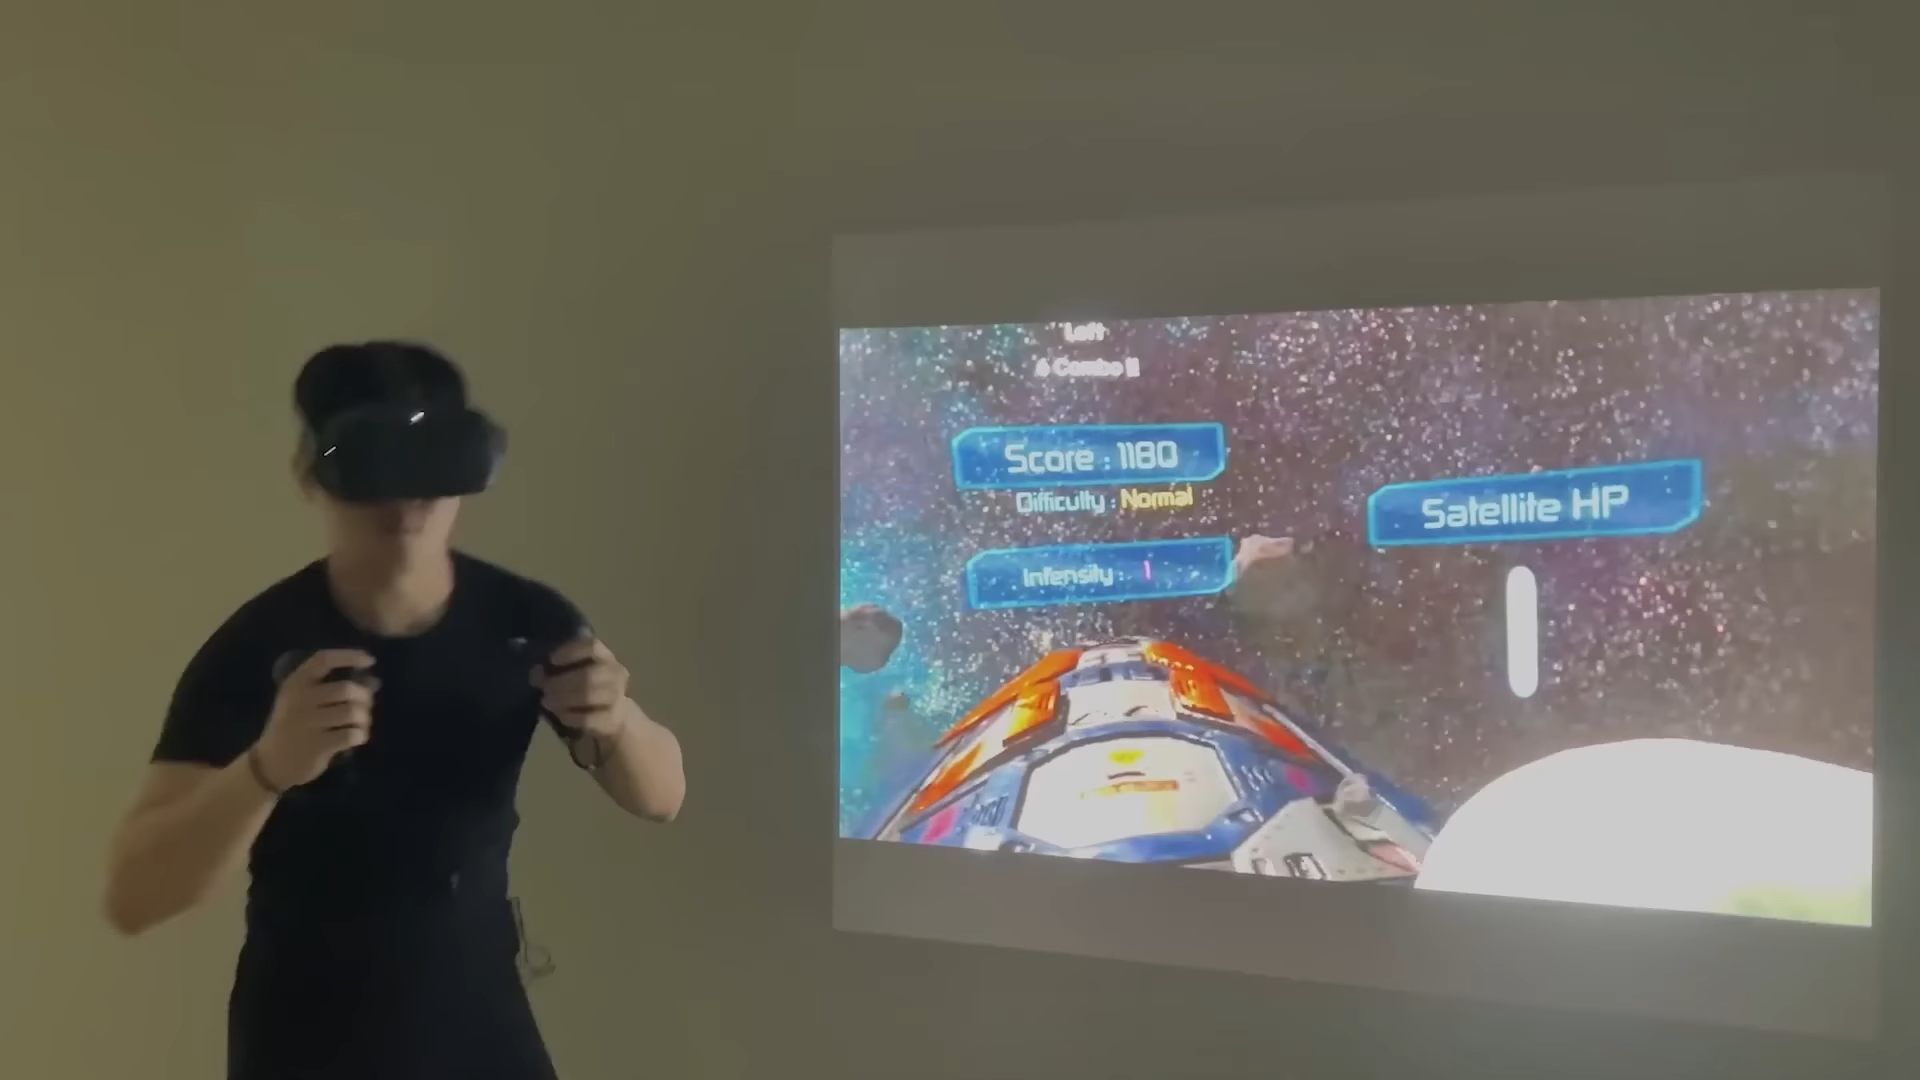 Left
Combo
Score : 1180
Difficulty : Normal
Intensity : 1
Satellite HP